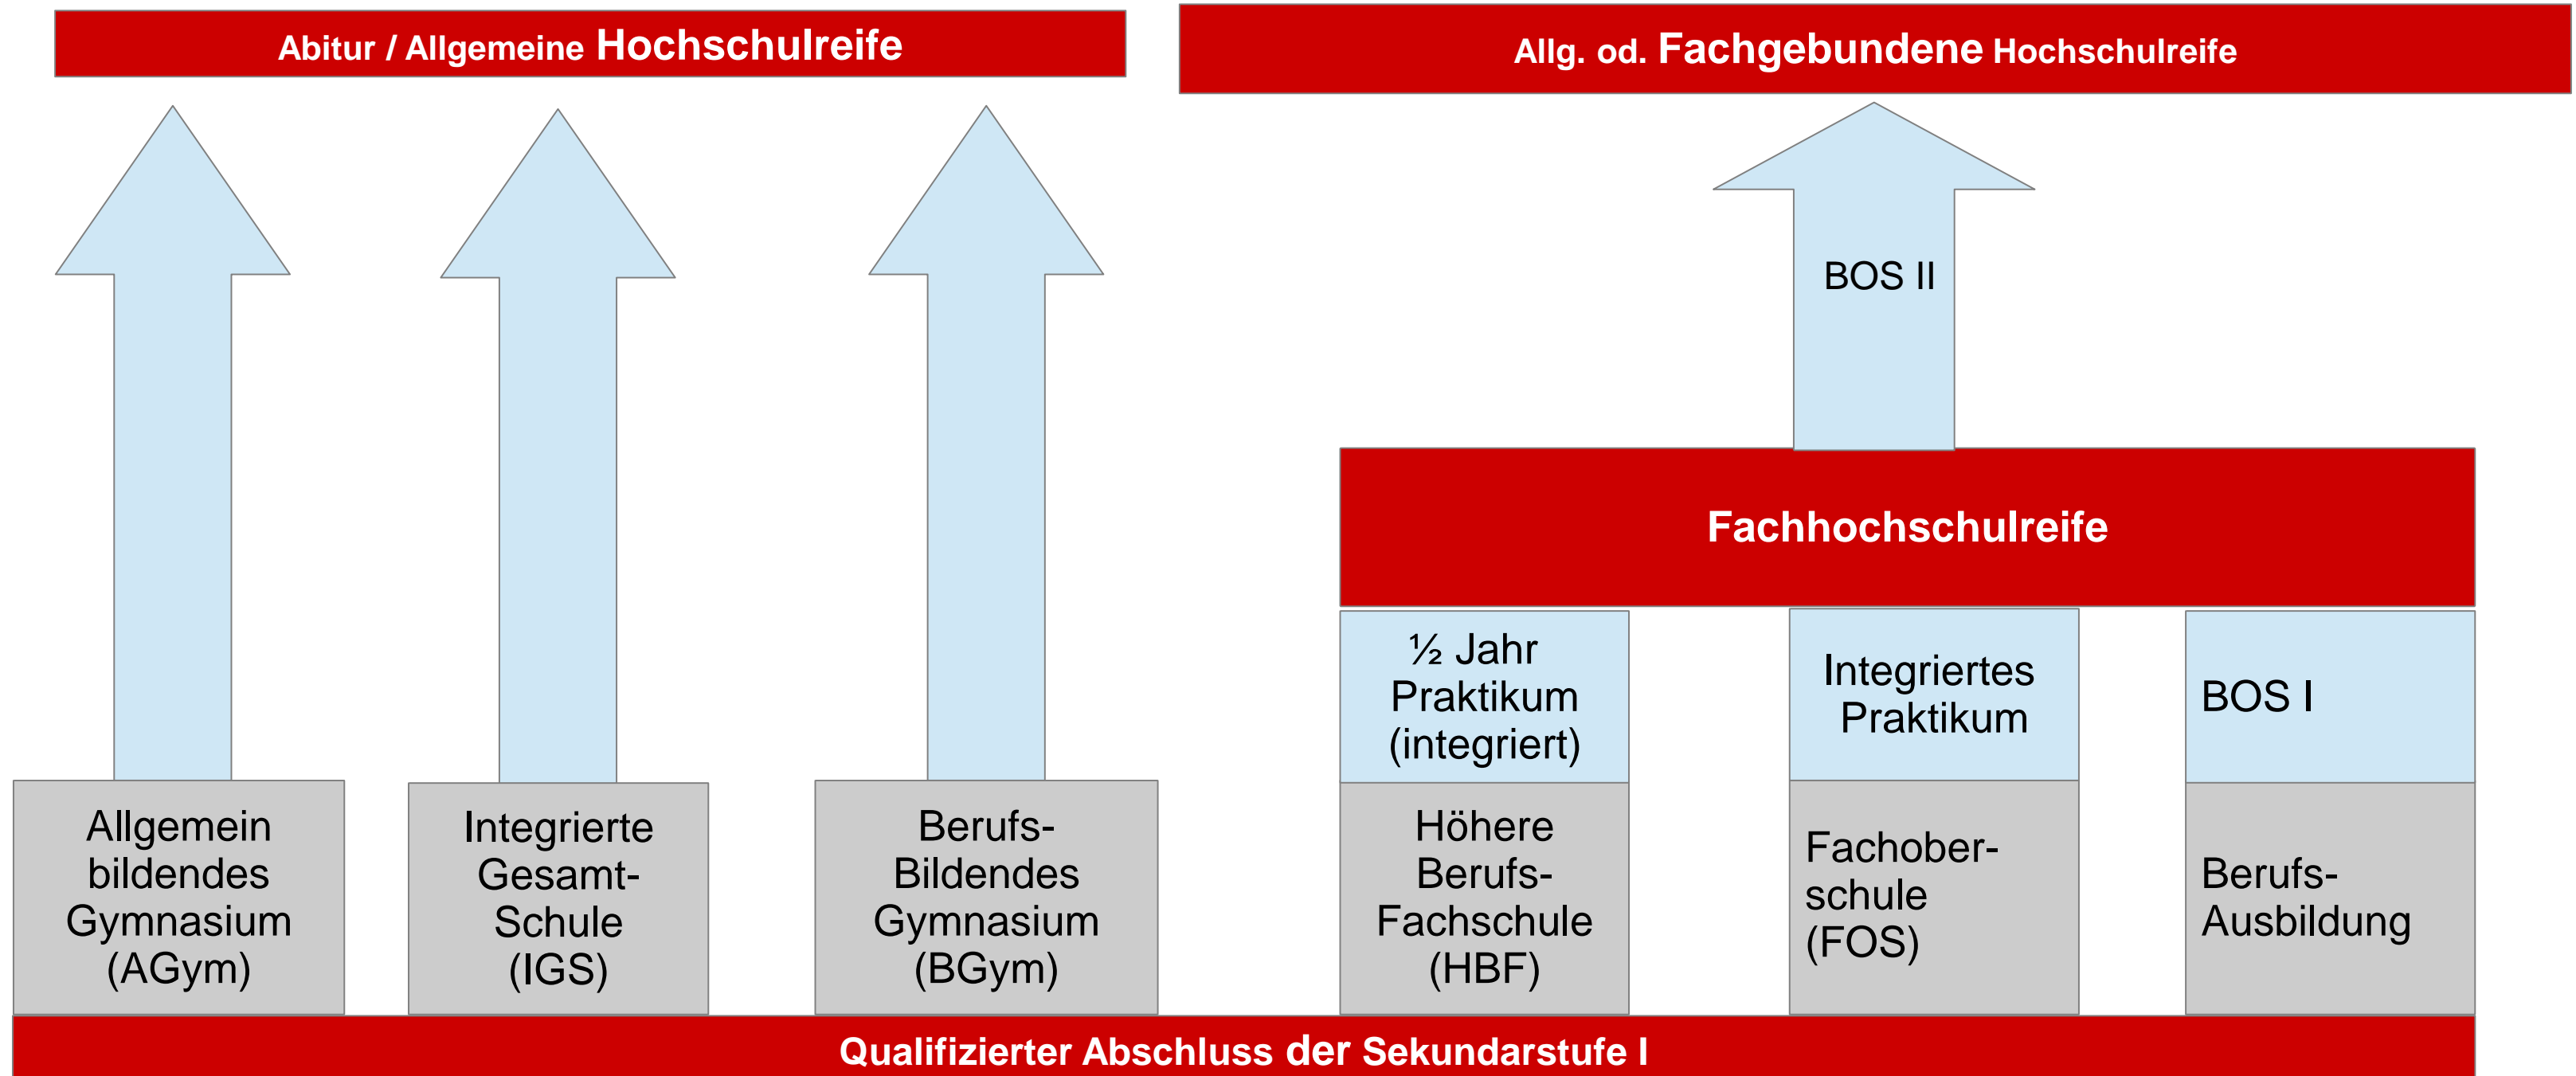 Abitur / Allgemeine Hochschulreife
Allg. od. Fachgebundene Hochschulreife
BOS II
Fachhochschulreife
½ Jahr
Praktikum
(integriert)
Integriertes
Praktikum
BOS I
Allgemein
bildendes
Gymnasium
(AGym)
Integrierte
Gesamt-
Schule
(IGS)
Berufs-
Bildendes
Gymnasium
(BGym)
Höhere
Berufs-
Fachschule
(HBF)
Fachober-
schule
(FOS)
Berufs-
Ausbildung
Qualifizierter Abschluss der Sekundarstufe I